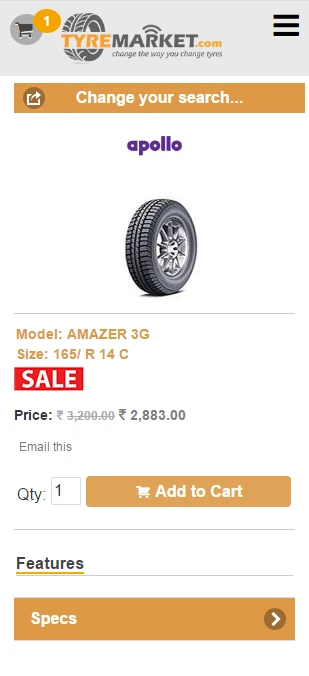 1
TYREMARKET.com
change the way you change tyres
Change your search...
apollo
Model: AMAZER 3G
Size: 165/ R 14 C
SALE
Price: ₹ 3,200.00 ₹ 2,883.00
Email this
Qty: 1 Add to Cart
Features
Specs